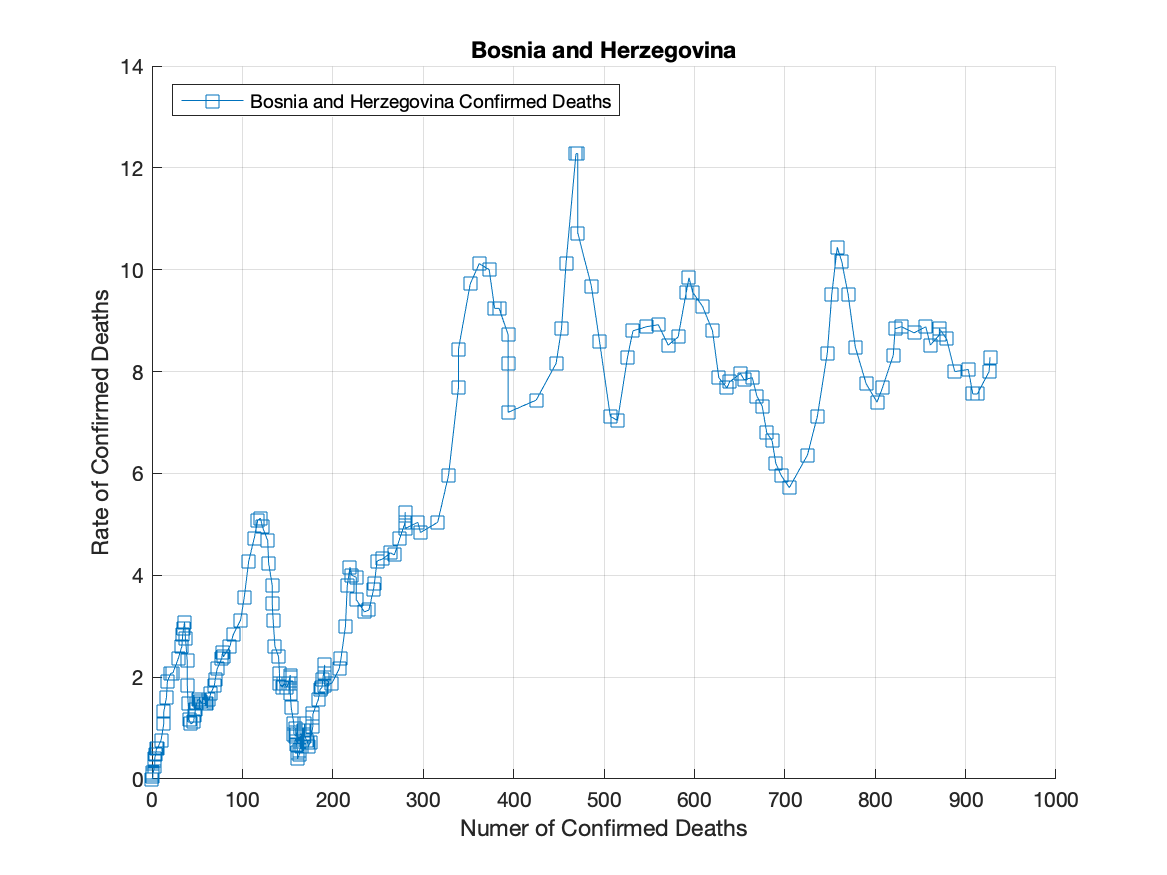 Bosnia and Herzegovina
14
Bosnia and Herzegovina Confirmed Deaths
12
10
8
6
4
2
0
Rate of Confirmed Deaths
0 100 200 300 400 500 600 700 800 900 1000
Numer of Confirmed Deaths